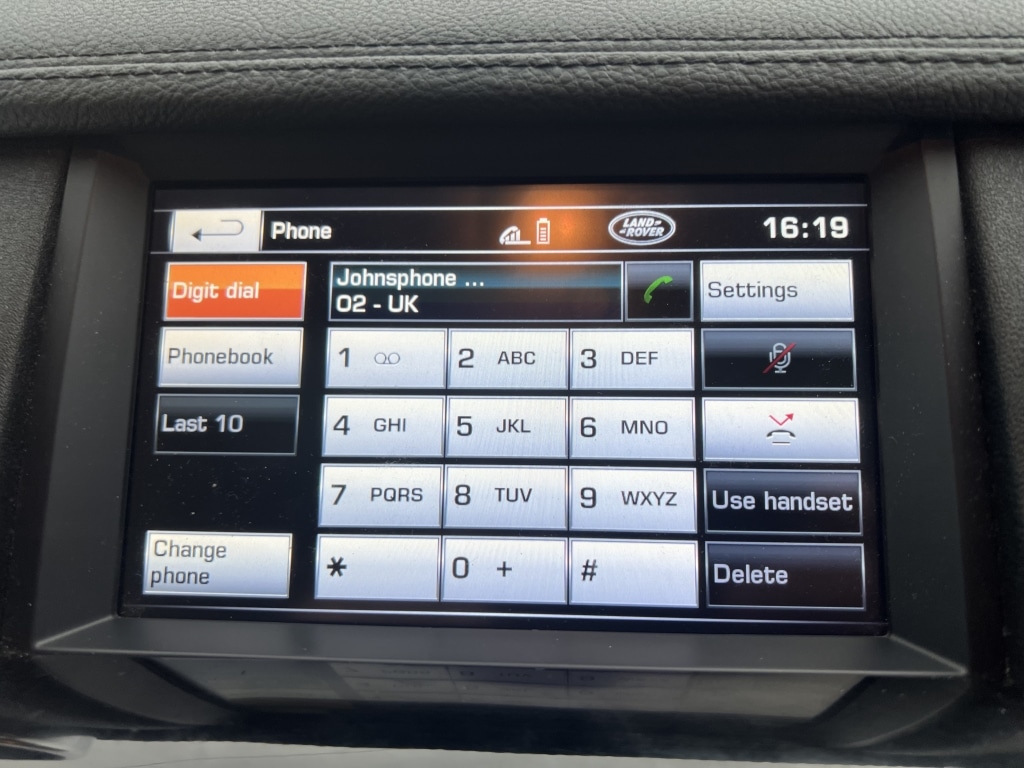 Phone
LAND-
-ROVER
16:19
Digit dial
Johnsphone ...
O2 - UK
Settings
Phonebook
1
2 ABC
3 DEF
Last 10
4 GHI
5 JKL
6 MNO
7 PQRS
8 TUV
9 WXYZ
Use handset
Change
phone
*
0 +
#
Delete